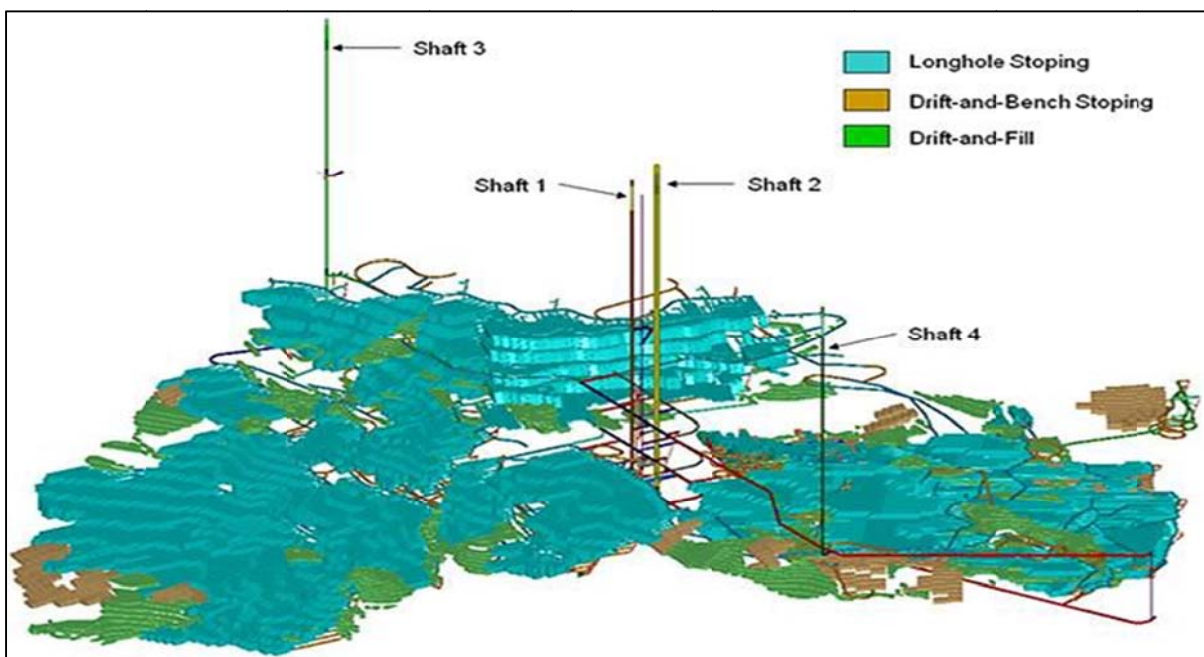 Shaft 3
Longhole Stoping
Drift-and-Bench Stoping
Drift-and-Fill
Shaft 1
Shaft 2
Shaft 4